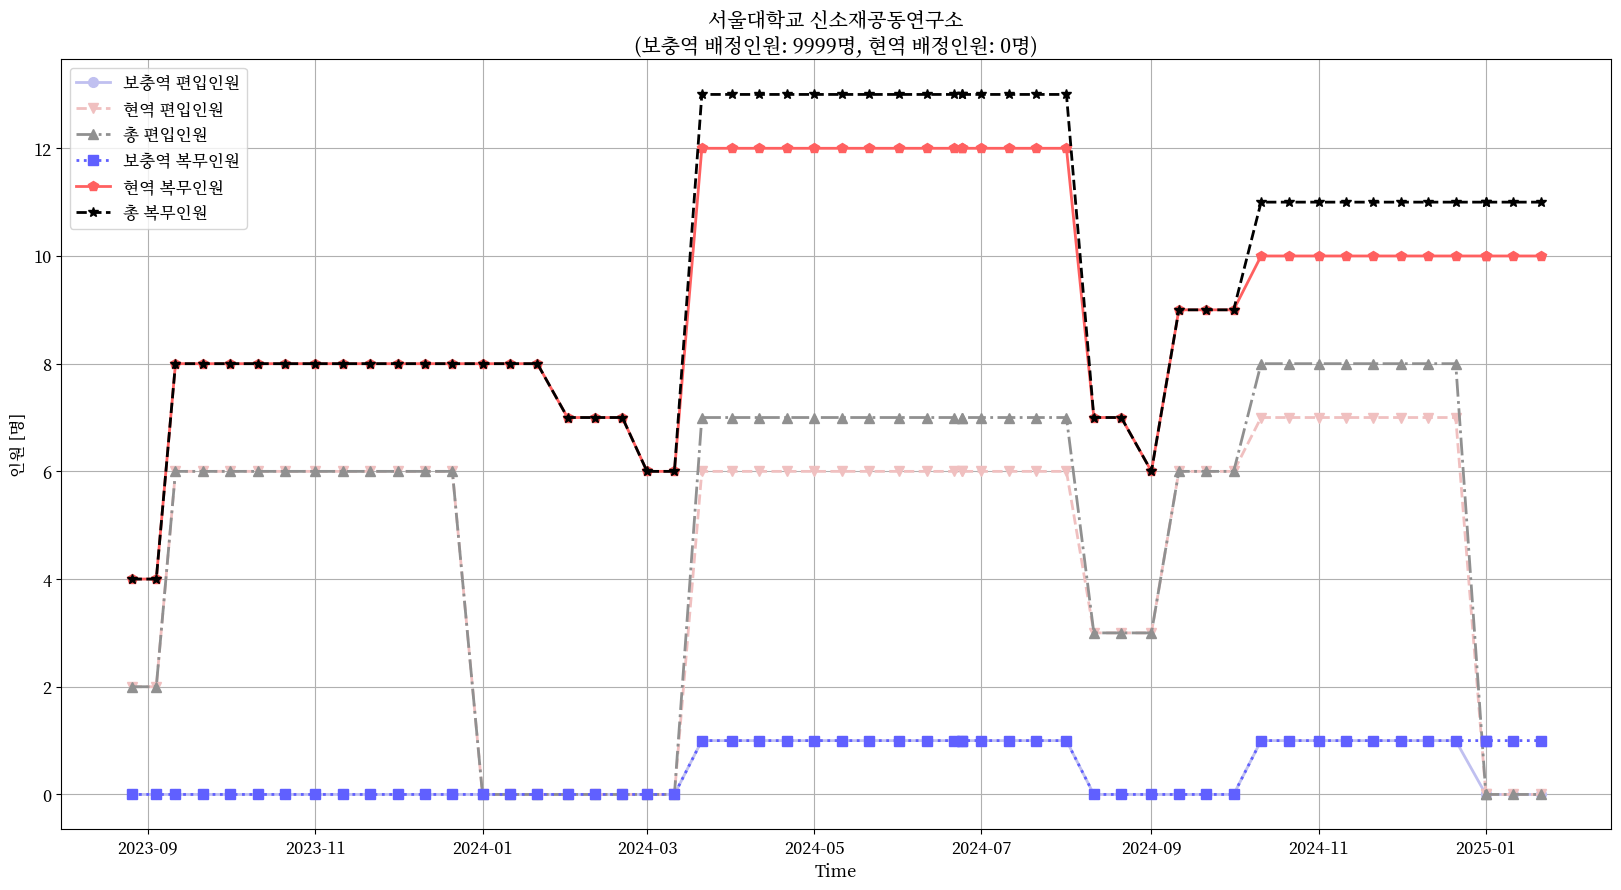 서울대학교 신소재공동연구소
(보충역 배정인원: 9999명, 현역 배정인원: 0명)
보충역 편입인원
현역 편입인원
총 편입인원
보충역 복무인원
현역 복무인원
총 복무인원
인원 [명]
12
10
8
6
4
2
0
2023-09
2023-11
2024-01
2024-03
2024-05
2024-07
2024-09
2024-11
2025-01
Time